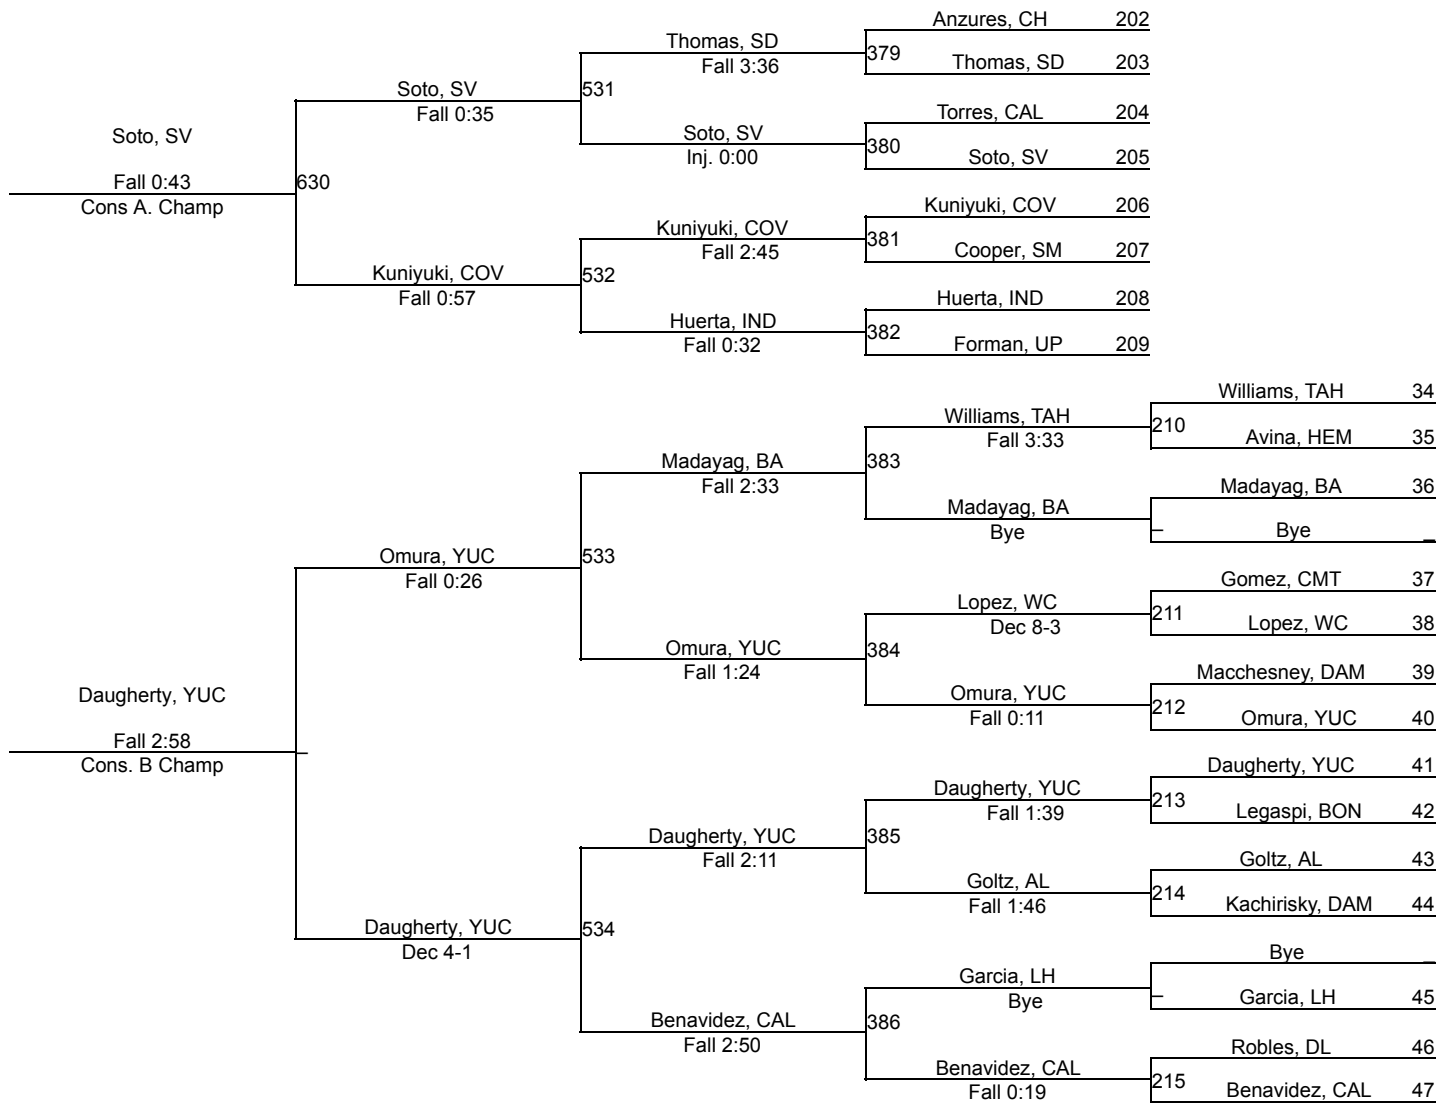 Anzures, CH 202
Thomas, SD
Fall 3:36
379
Thomas, SD 203
Soto, SV
Fall 0:35
531
Torres, CAL 204
Soto, SV
Inj. 0:00
380
Soto, SV 205
Soto, SV
Fall 0:43
Cons A. Champ
630
Kuniyuki, COV 206
Kuniyuki, COV
Fall 2:45
381
Cooper, SM 207
Kuniyuki, COV
Fall 0:57
532
Huerta, IND 208
Huerta, IND
Fall 0:32
382
Forman, UP 209
Williams, TAH 34
Williams, TAH
Fall 3:33
210
Avina, HEM 35
Madayag, BA
Fall 2:33
383
Madayag, BA 36
Madayag, BA
Bye
_
Bye _
Omura, YUC
Fall 0:26
533
Gomez, CMT 37
Lopez, WC
Dec 8-3
211
Lopez, WC 38
Omura, YUC
Fall 1:24
384
Macchesney, DAM 39
Omura, YUC
Fall 0:11
212
Omura, YUC 40
Daugherty, YUC
Fall 2:58
Cons. B Champ
_
Daugherty, YUC 41
Daugherty, YUC
Fall 1:39
213
Legaspi, BON 42
Daugherty, YUC
Fall 2:11
385
Goltz, AL 43
Goltz, AL
Fall 1:46
214
Kachirisky, DAM 44
Daugherty, YUC
Dec 4-1
534
Bye _
Garcia, LH
Bye
_
Garcia, LH 45
Benavidez, CAL
Fall 2:50
386
Robles, DL 46
Benavidez, CAL
Fall 0:19
215
Benavidez, CAL 47